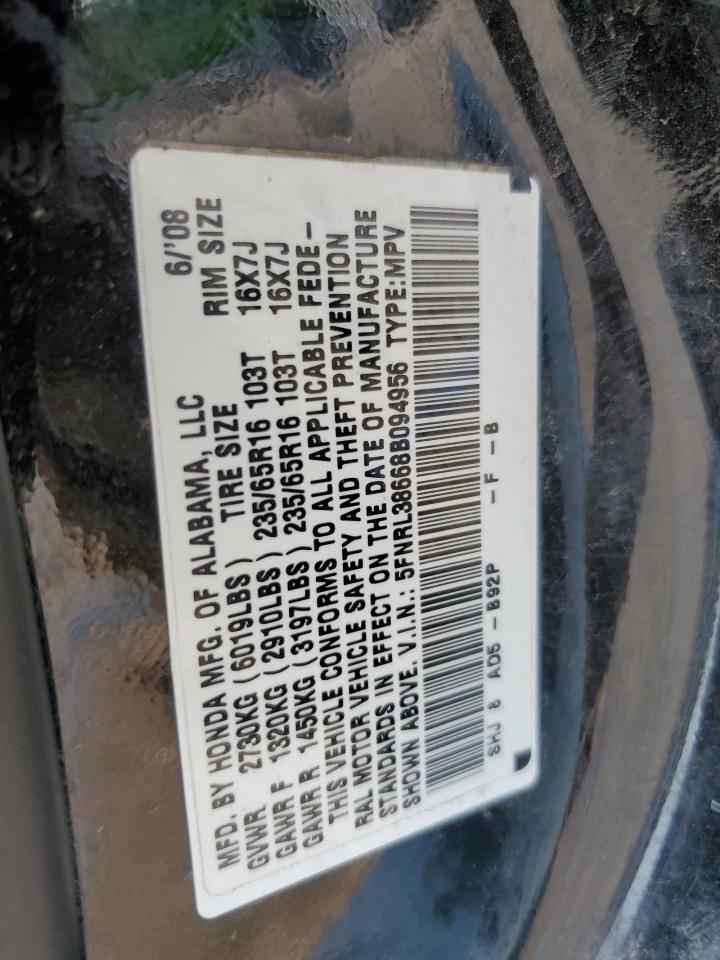 MFD. BY HONDA MFG. OF ALABAMA, LLC 6/'08
GVWR 2730KG (6019LBS) TIRE SIZE RIM SIZE
GAWR F 1320KG (2910LBS) 235/65R16 103T 16X7J
GAWR R 1450KG (3197LBS) 235/65R16 103T 16X7J
THIS VEHICLE CONFORMS TO ALL APPLICABLE FEDE-
RAL MOTOR VEHICLE SAFETY AND THEFT PREVENTION
STANDARDS IN EFFECT ON THE DATE OF MANUFACTURE
SHOWN ABOVE. V.I.N.: 5FNRL38668B094956 TYPE:MPV
SHJ 8 A05 -B92P -F -B